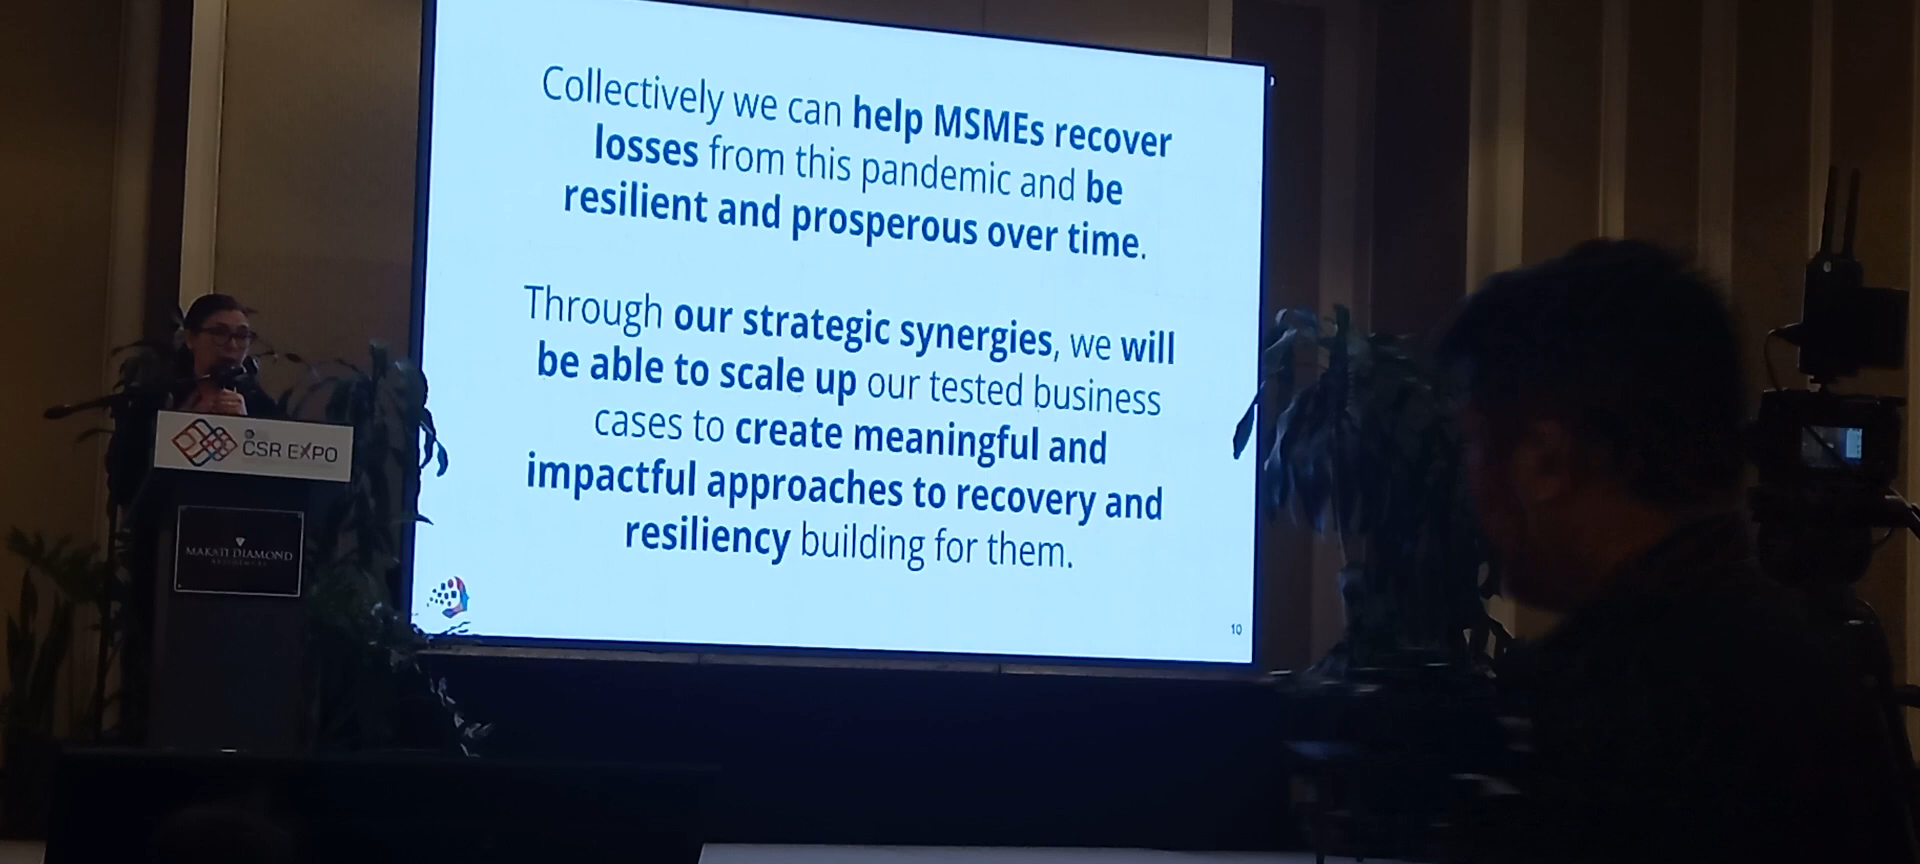 Collectively we can help MSMEs recover
losses from this pandemic and be
resilient and prosperous over time.
Through our strategic synergies, we will
be able to scale up our tested business
cases to create meaningful and
impactful approaches to recovery and
resiliency building for them.
10
CSR EXPO
MAKATI DIAMOND
RESIDENCES